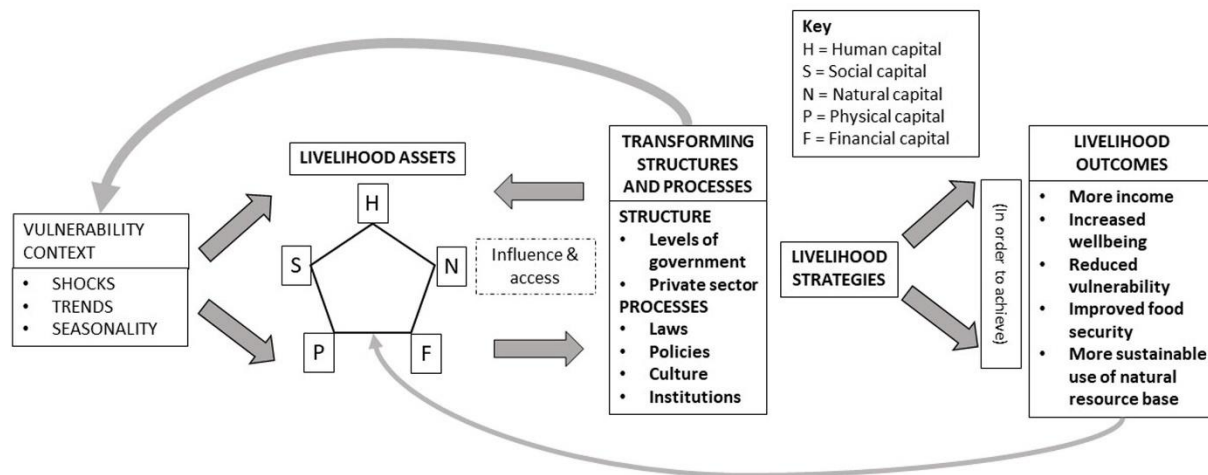 Key
H = Human capital
S = Social capital
N = Natural capital
P = Physical capital
F = Financial capital
VULNERABILITY
CONTEXT
• SHOCKS
• TRENDS
• SEASONALITY
LIVELIHOOD ASSETS
H
S
N
P
F
Influence &
access
TRANSFORMING
STRUCTURES
AND PROCESSES
STRUCTURE
• Levels of
government
• Private sector
PROCESSES
• Laws
• Policies
• Culture
• Institutions
LIVELIHOOD
STRATEGIES
(In order to achieve)
LIVELIHOOD
OUTCOMES
• More income
• Increased
wellbeing
• Reduced
vulnerability
• Improved food
security
• More sustainable
use of natural
resource base